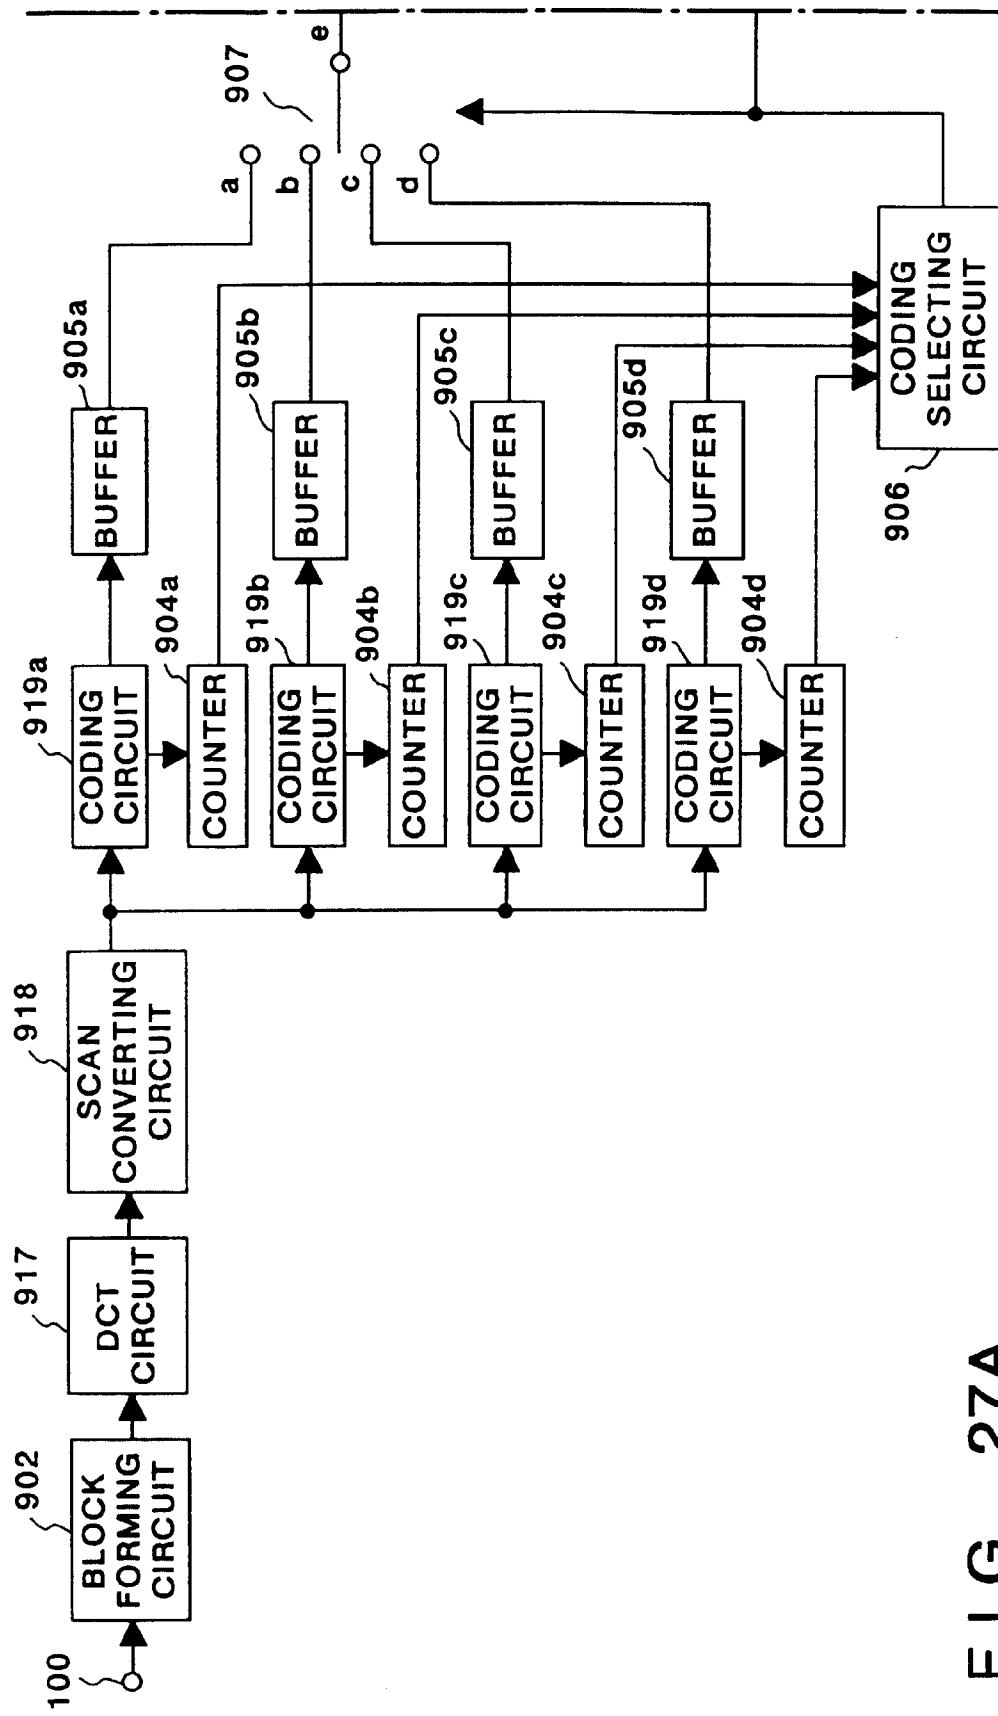 100
902
BLOCK
FORMING
CIRCUIT
917
DCT
CIRCUIT
918
SCAN
CONVERTING
CIRCUIT
919a
CODING
CIRCUIT
905a
BUFFER
904a
COUNTER
919b
CODING
CIRCUIT
905b
BUFFER
904b
COUNTER
919c
CODING
CIRCUIT
905c
BUFFER
904c
COUNTER
919d
CODING
CIRCUIT
905d
BUFFER
904d
COUNTER
a
b
c
d
e
907
906
CODING
SELECTING
CIRCUIT
FIG. 27A